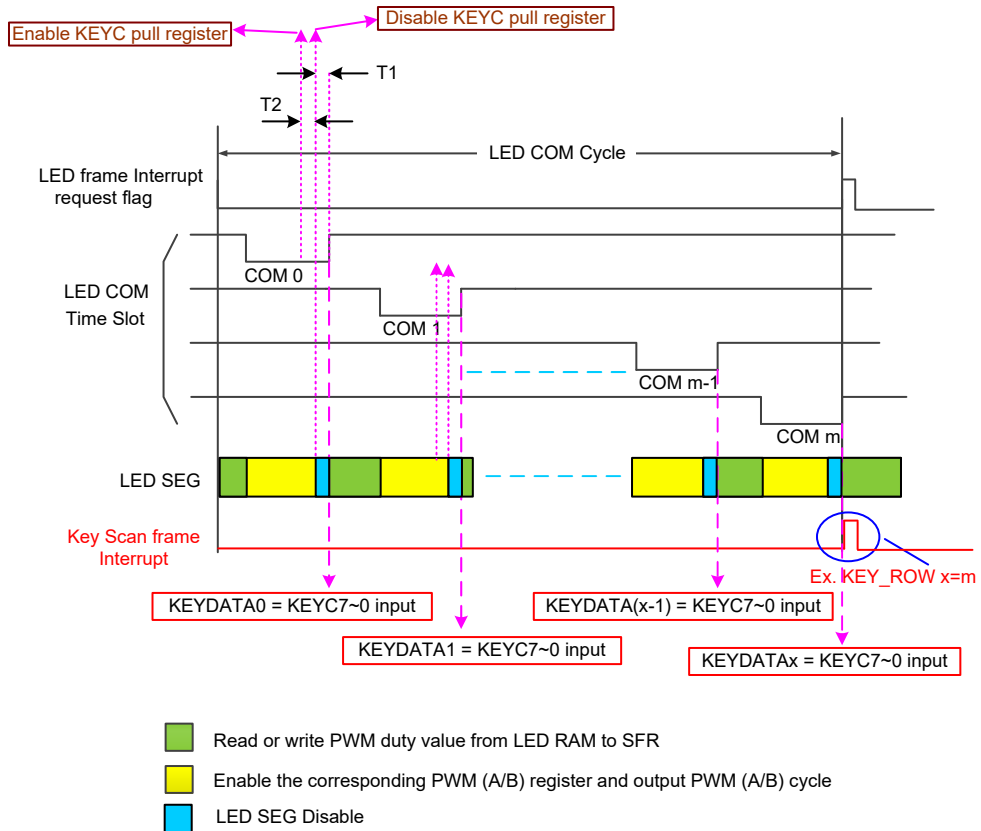 Disable KEYC pull register
Enable KEYC pull register
T1
T2
LED COM Cycle
LED frame Interrupt
request flag
COM 0
LED COM
Time Slot
COM 1
COM m-1
COM m
LED SEG
Key Scan frame
Interrupt
Ex. KEY_ROW x=m
KEYDATA0 = KEYC7~0 input
KEYDATA(x-1) = KEYC7~0 input
KEYDATA1 = KEYC7~0 input
KEYDATAx = KEYC7~0 input
Read or write PWM duty value from LED RAM to SFR
Enable the corresponding PWM (A/B) register and output PWM (A/B) cycle
LED SEG Disable